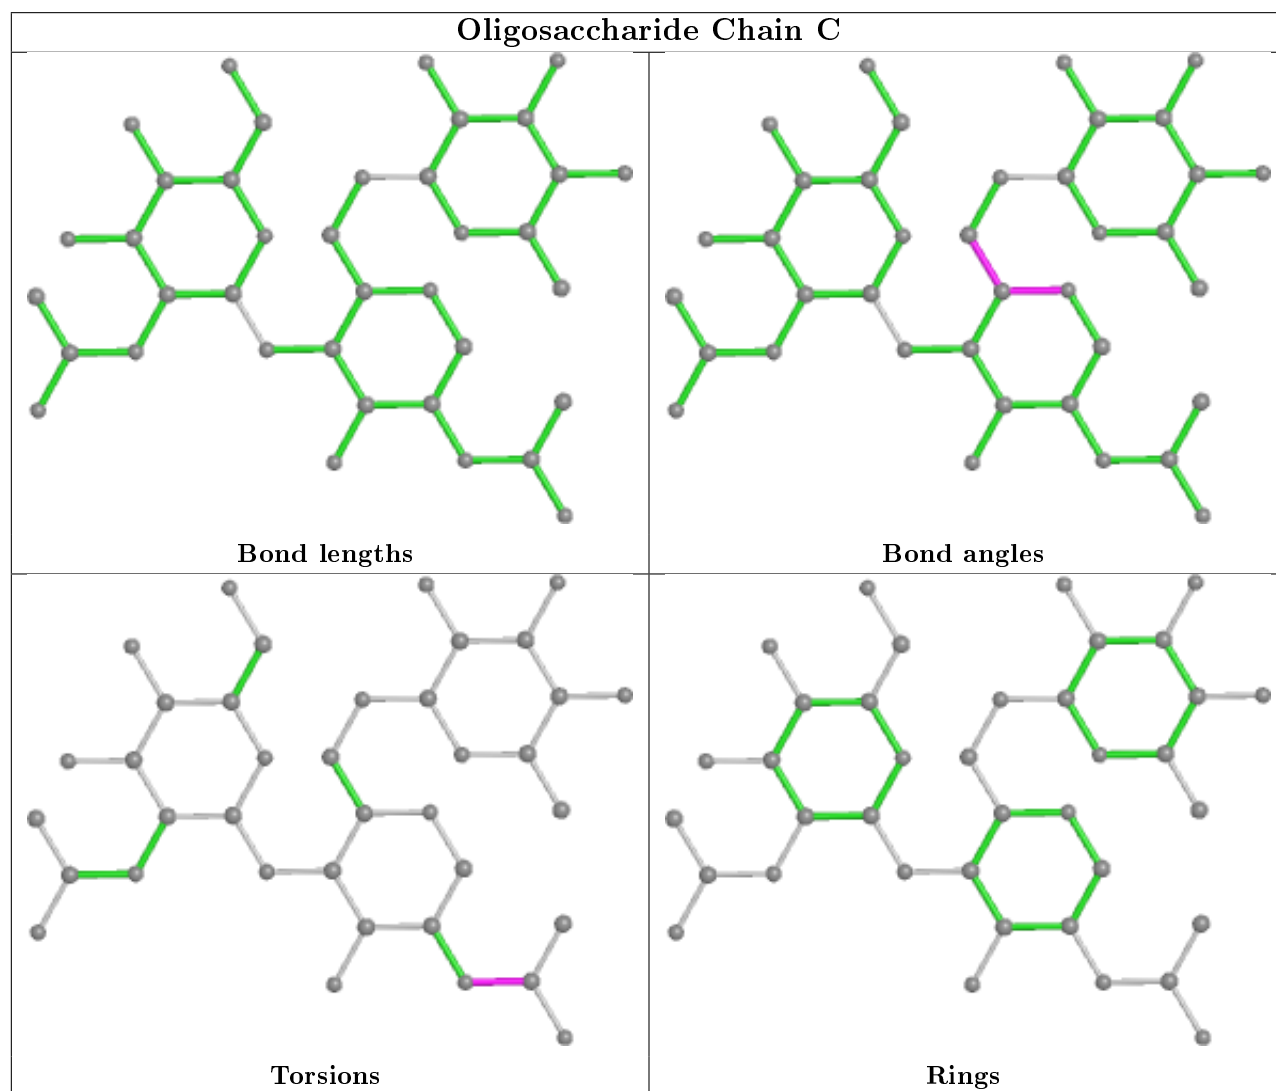 Oligosaccharide Chain C
Bond lengths
Bond angles
Torsions
Rings